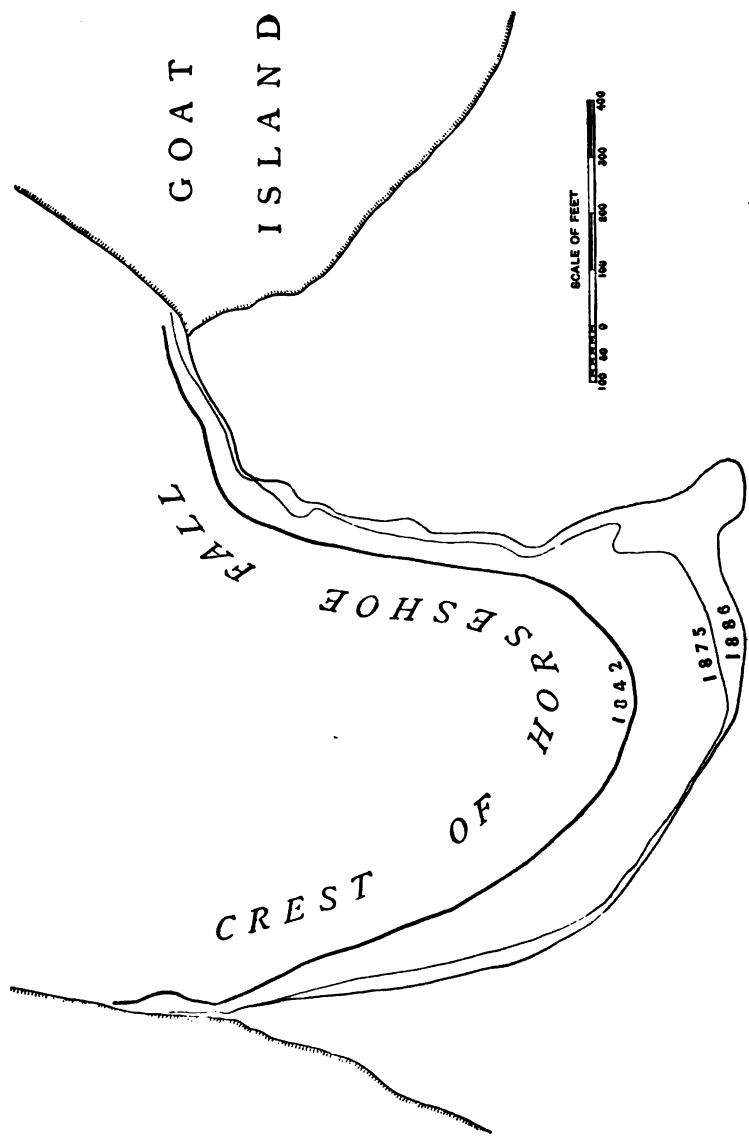 GOAT
ISLAND
CREST OF HORSESHOE FALL
1842
1875
1886
SCALE OF FEET
100 50 0 100 200 300 400